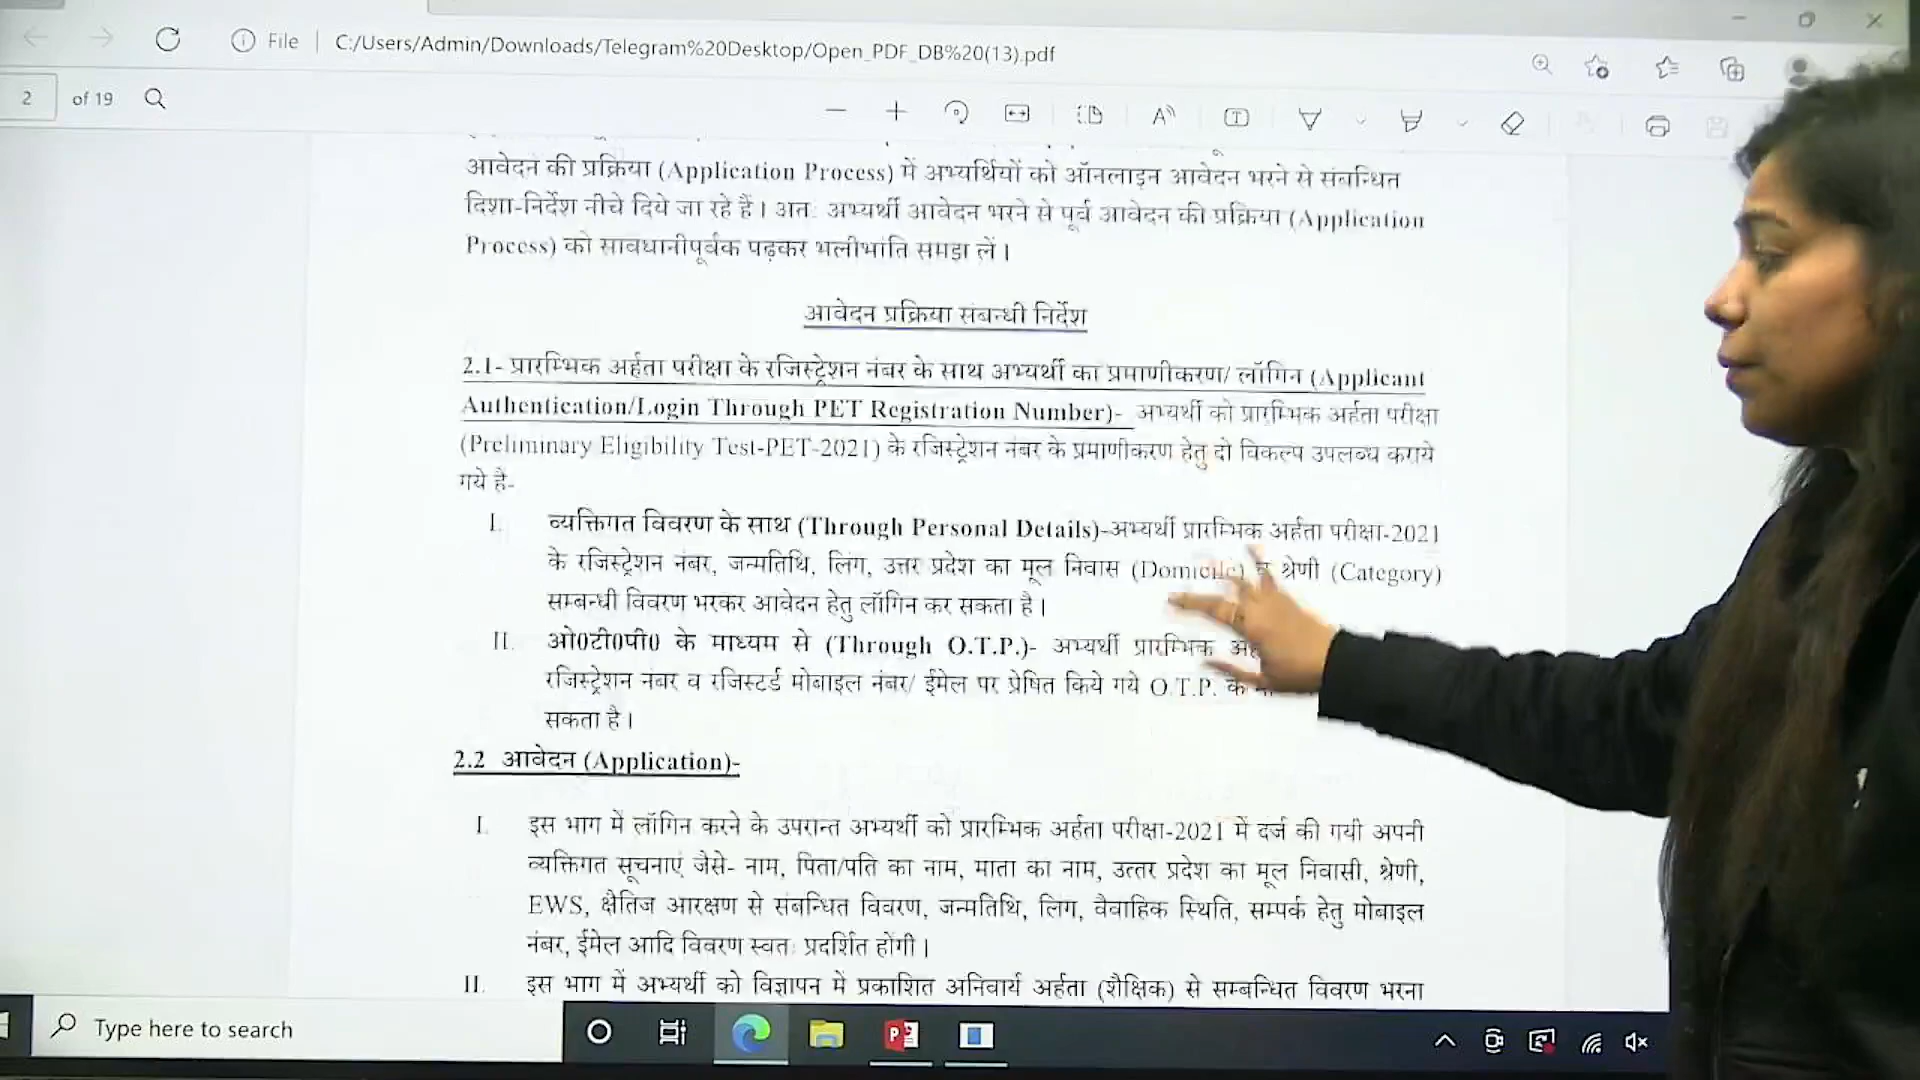 File
C:/Users/Admin/Downloads/Telegram%20Desktop/Open_PDF_DB%20(13).pdf
2 of 19
आवेदन की प्रक्रिया (Application Process) में अभ्यर्थियों को ऑनलाइन आवेदन भरने से संबन्धित
दिशा-निर्देश नीचे दिये जा रहे हैं। अतः अभ्यर्थी आवेदन भरने से पूर्व आवेदन की प्रक्रिया (Application
Process) को सावधानीपूर्वक पढ़कर भलीभांति समझ लें।
आवेदन प्रक्रिया संबन्धी निर्देश
2.1- प्रारम्भिक अर्हता परीक्षा के रजिस्ट्रेशन नंबर के साथ अभ्यर्थी का प्रमाणीकरण/ लॉगिन (Applicant
Authentication/Login Through PET Registration Number)- अभ्यर्थी को प्रारम्भिक अर्हता परीक्षा
(Preliminary Eligibility Test-PET-2021) के रजिस्ट्रेशन नंबर के प्रमाणीकरण हेतु दो विकल्प उपलब्ध कराये
गये है-
I. व्यक्तिगत विवरण के साथ (Through Personal Details)-अभ्यर्थी प्रारम्भिक अर्हता परीक्षा-2021
के रजिस्ट्रेशन नंबर, जन्मतिथि, लिंग, उत्तर प्रदेश का मूल निवास (Domicile) व श्रेणी (Category)
सम्बन्धी विवरण भरकर आवेदन हेतु लॉगिन कर सकता है।
II. ओ0टी0पी0 के माध्यम से (Through O.T.P.)- अभ्यर्थी प्रारम्भिक
रजिस्ट्रेशन नंबर व रजिस्टर्ड मोबाइल नंबर/ ईमेल पर प्रेषित किये गये O.T.P. के
सकता है।
2.2 आवेदन (Application)-
I. इस भाग में लॉगिन करने के उपरान्त अभ्यर्थी को प्रारम्भिक अर्हता परीक्षा-2021 में दर्ज की गयी अपनी
व्यक्तिगत सूचनाएं जैसे- नाम, पिता/पति का नाम, माता का नाम, उत्तर प्रदेश का मूल निवासी, श्रेणी,
EWS, क्षैतिज आरक्षण से संबन्धित विवरण, जन्मतिथि, लिंग, वैवाहिक स्थिति, सम्पर्क हेतु मोबाइल
नंबर, ईमेल आदि विवरण स्वतः प्रदर्शित होंगी।
II. इस भाग में अभ्यर्थी को विज्ञापन में प्रकाशित अनिवार्य अर्हता (शैक्षिक) से सम्बन्धित विवरण भरना
Type here to search